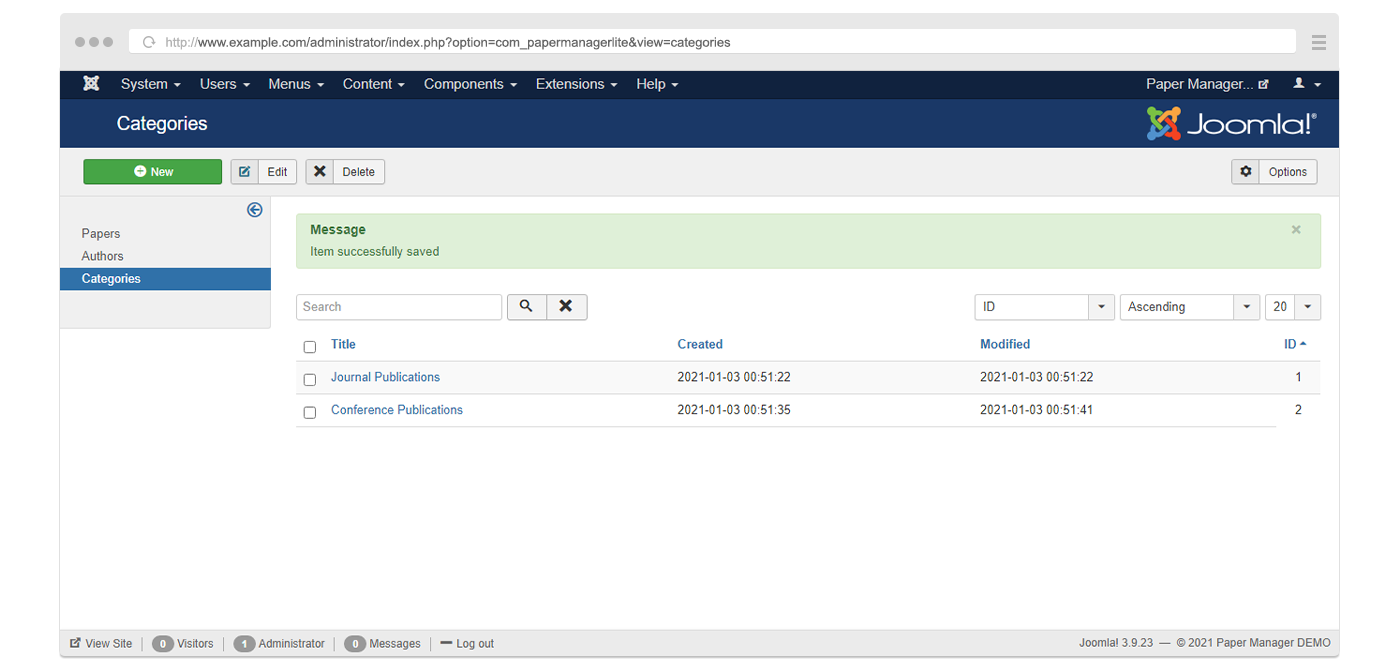 http://www.example.com/administrator/index.php?option=com_papermanagerlite&view=categories
System Users Menus Content Components Extensions Help Paper Manager...
Categories Joomla!®
New Edit Delete Options
Papers
Authors
Categories
Message ×
Item successfully saved
Search ID Ascending 20
Title Created Modified ID
Journal Publications 2021-01-03 00:51:22 2021-01-03 00:51:22 1
Conference Publications 2021-01-03 00:51:35 2021-01-03 00:51:41 2
View Site 0 Visitors 1 Administrator 0 Messages Log out Joomla! 3.9.23 — © 2021 Paper Manager DEMO